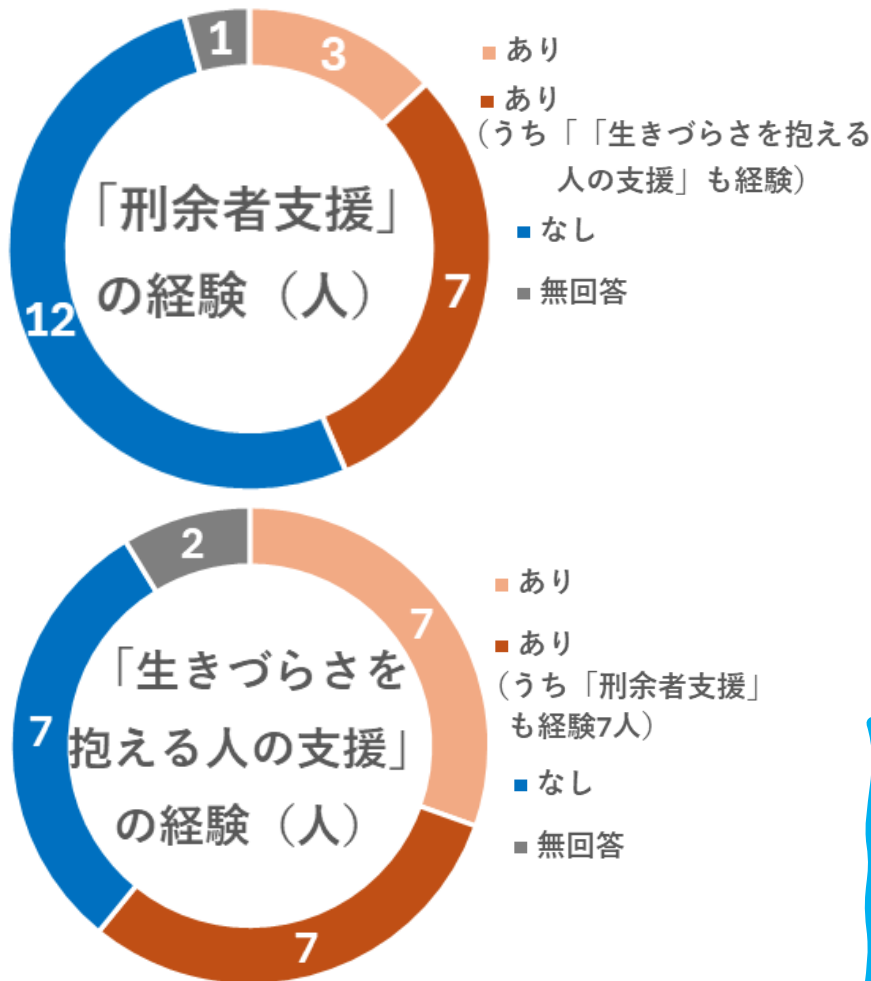 1
3
7
12
「刑余者支援」
の経験（人）
あり
あり
（うち「「生きづらさを抱える
人の支援」も経験）
なし
無回答
2
7
7
7
「生きづらさを
抱える人の支援」
の経験（人）
あり
あり
（うち「刑余者支援」
も経験7人）
なし
無回答